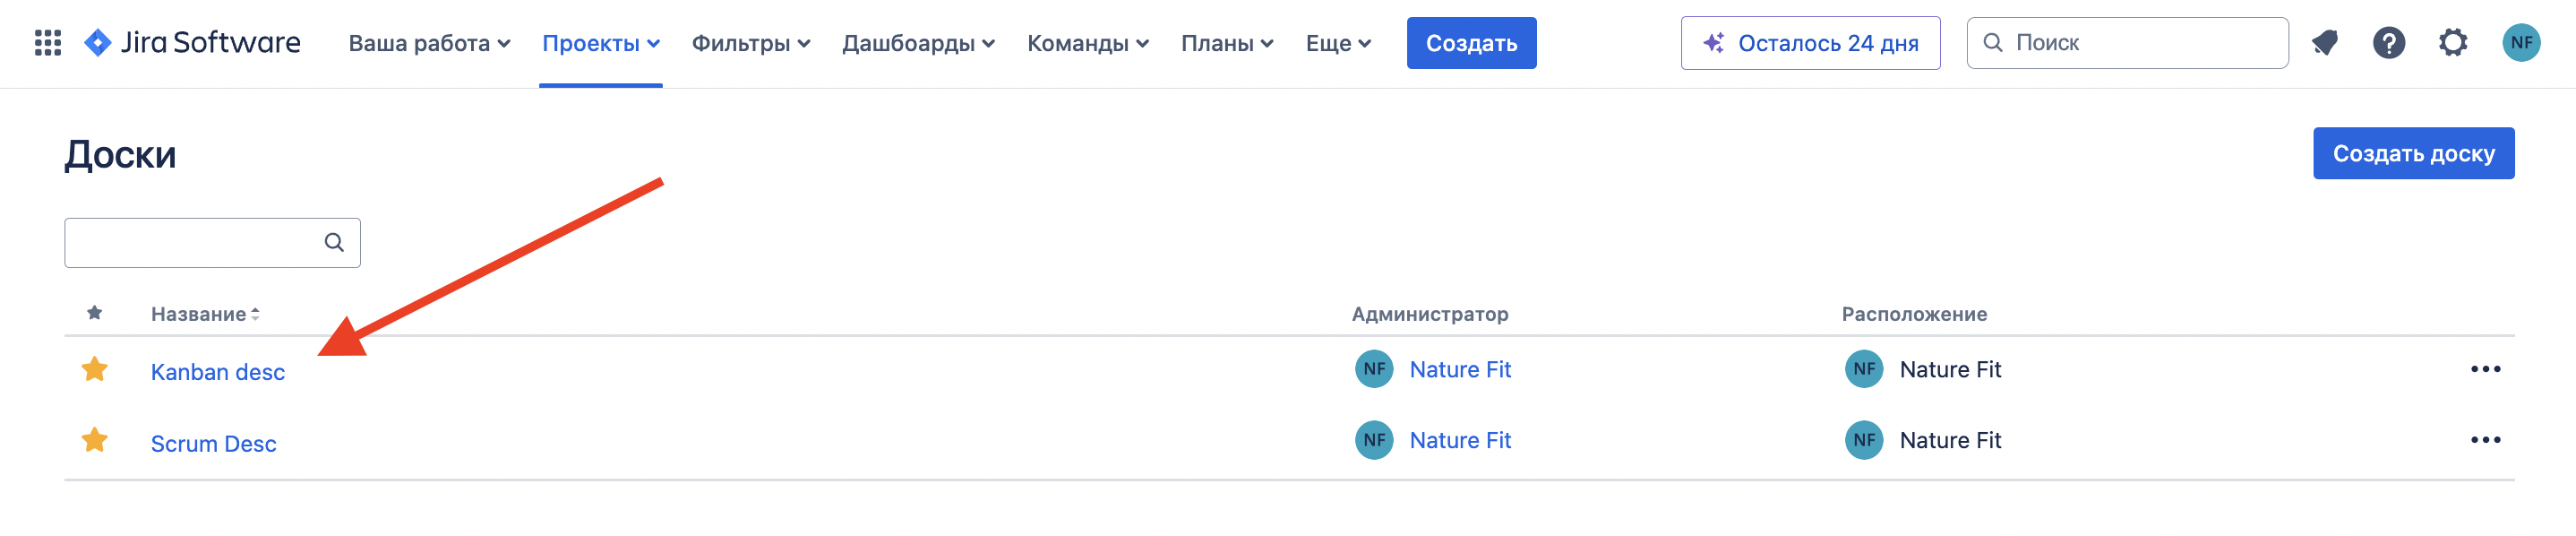 Jira Software Ваша работа Проекты Фильтры Дашборды Команды Планы Еще Создать Осталось 24 дня Поиск NF
Доски Создать доску
Название Администратор Расположение
Kanban desc NF Nature Fit NF Nature Fit
Scrum Desc NF Nature Fit NF Nature Fit